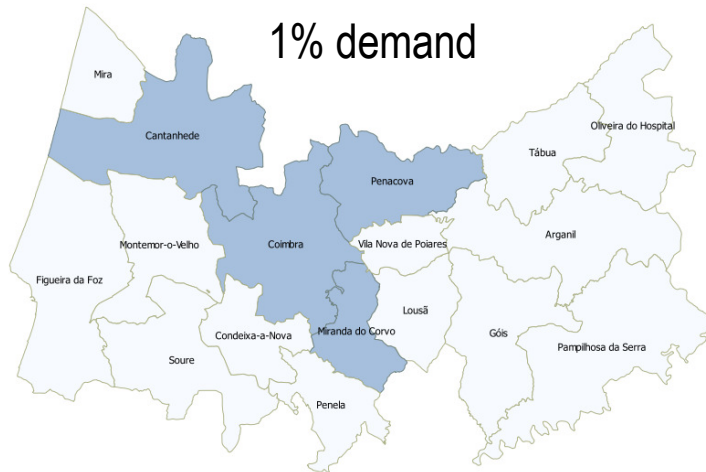 1% demand
Mira
Cantanhede
Oliveira do Hospital
Tábua
Penacova
Montemor-o-Velho
Coimbra
Vila Nova de Poiares
Arganil
Figueira da Foz
Lousã
Condeixa-a-Nova
Miranda do Corvo
Góis
Pampilhosa da Serra
Soure
Penela